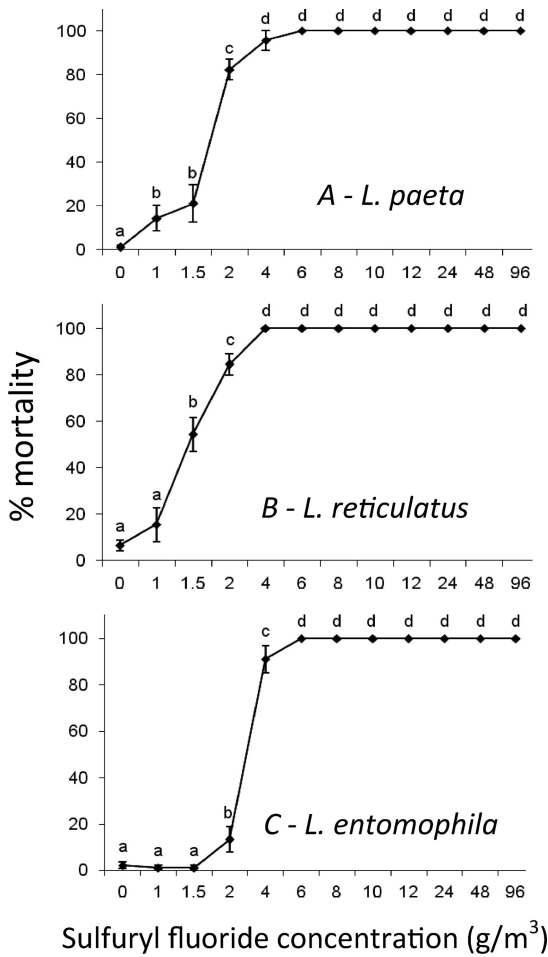 100
80
60
40
20
0
a
b
b
c
d
d
d
d
d
d
d
d
A - L. paeta
0 1 1.5 2 4 6 8 10 12 24 48 96
% mortality
100
80
60
40
20
0
a
a
b
c
d
d
d
d
d
d
d
d
B - L. reticulatus
0 1 1.5 2 4 6 8 10 12 24 48 96
100
80
60
40
20
0
a
a
a
b
c
d
d
d
d
d
d
d
C - L. entomophila
0 1 1.5 2 4 6 8 10 12 24 48 96
Sulfuryl fluoride concentration (g/m³)